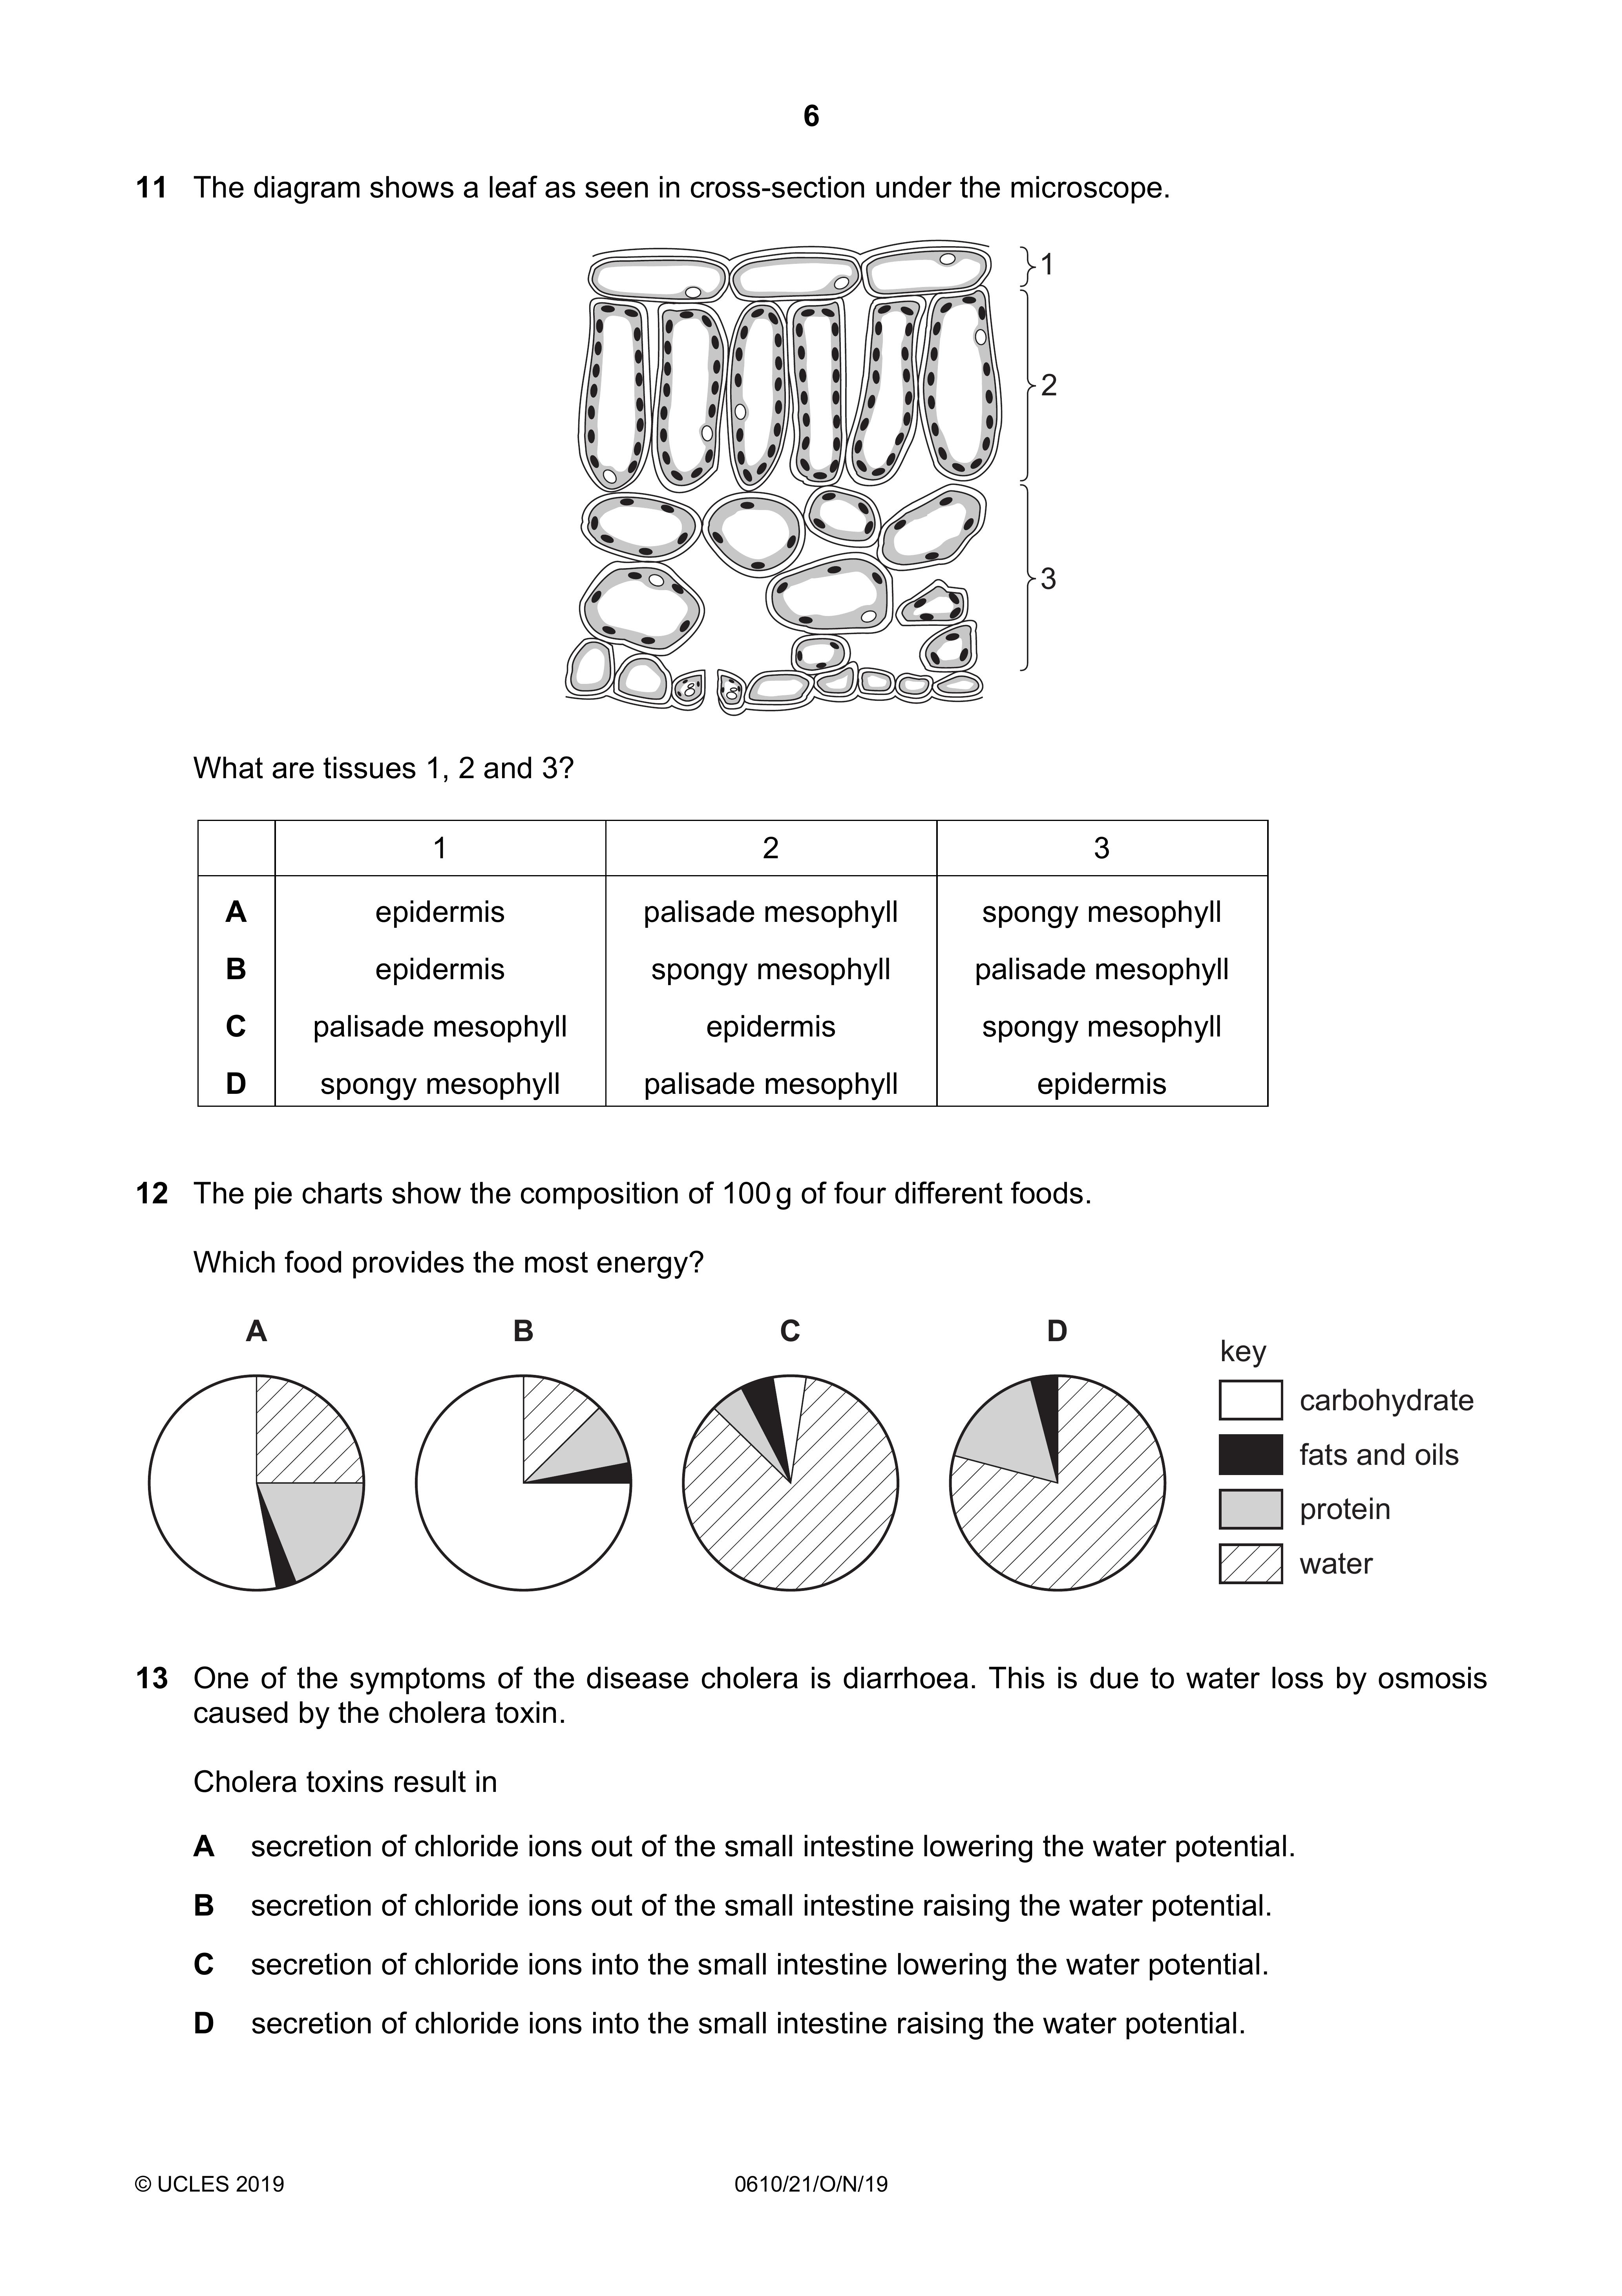 6
11 The diagram shows a leaf as seen in cross-section under the microscope.
1
2
3
What are tissues 1, 2 and 3?
1 2 3
A epidermis palisade mesophyll spongy mesophyll
B epidermis spongy mesophyll palisade mesophyll
C palisade mesophyll epidermis spongy mesophyll
D spongy mesophyll palisade mesophyll epidermis
12 The pie charts show the composition of 100 g of four different foods.
Which food provides the most energy?
A B C D
key
carbohydrate
fats and oils
protein
water
13 One of the symptoms of the disease cholera is diarrhoea. This is due to water loss by osmosis
caused by the cholera toxin.
Cholera toxins result in
A secretion of chloride ions out of the small intestine lowering the water potential.
B secretion of chloride ions out of the small intestine raising the water potential.
C secretion of chloride ions into the small intestine lowering the water potential.
D secretion of chloride ions into the small intestine raising the water potential.
© UCLES 2019 0610/21/O/N/19